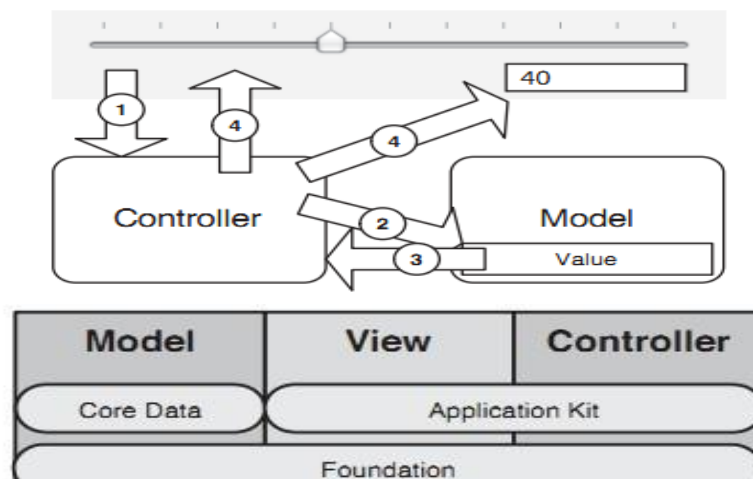 40
1
4
4
Controller
2
Model
3
Value
Model View Controller
Core Data Application Kit
Foundation